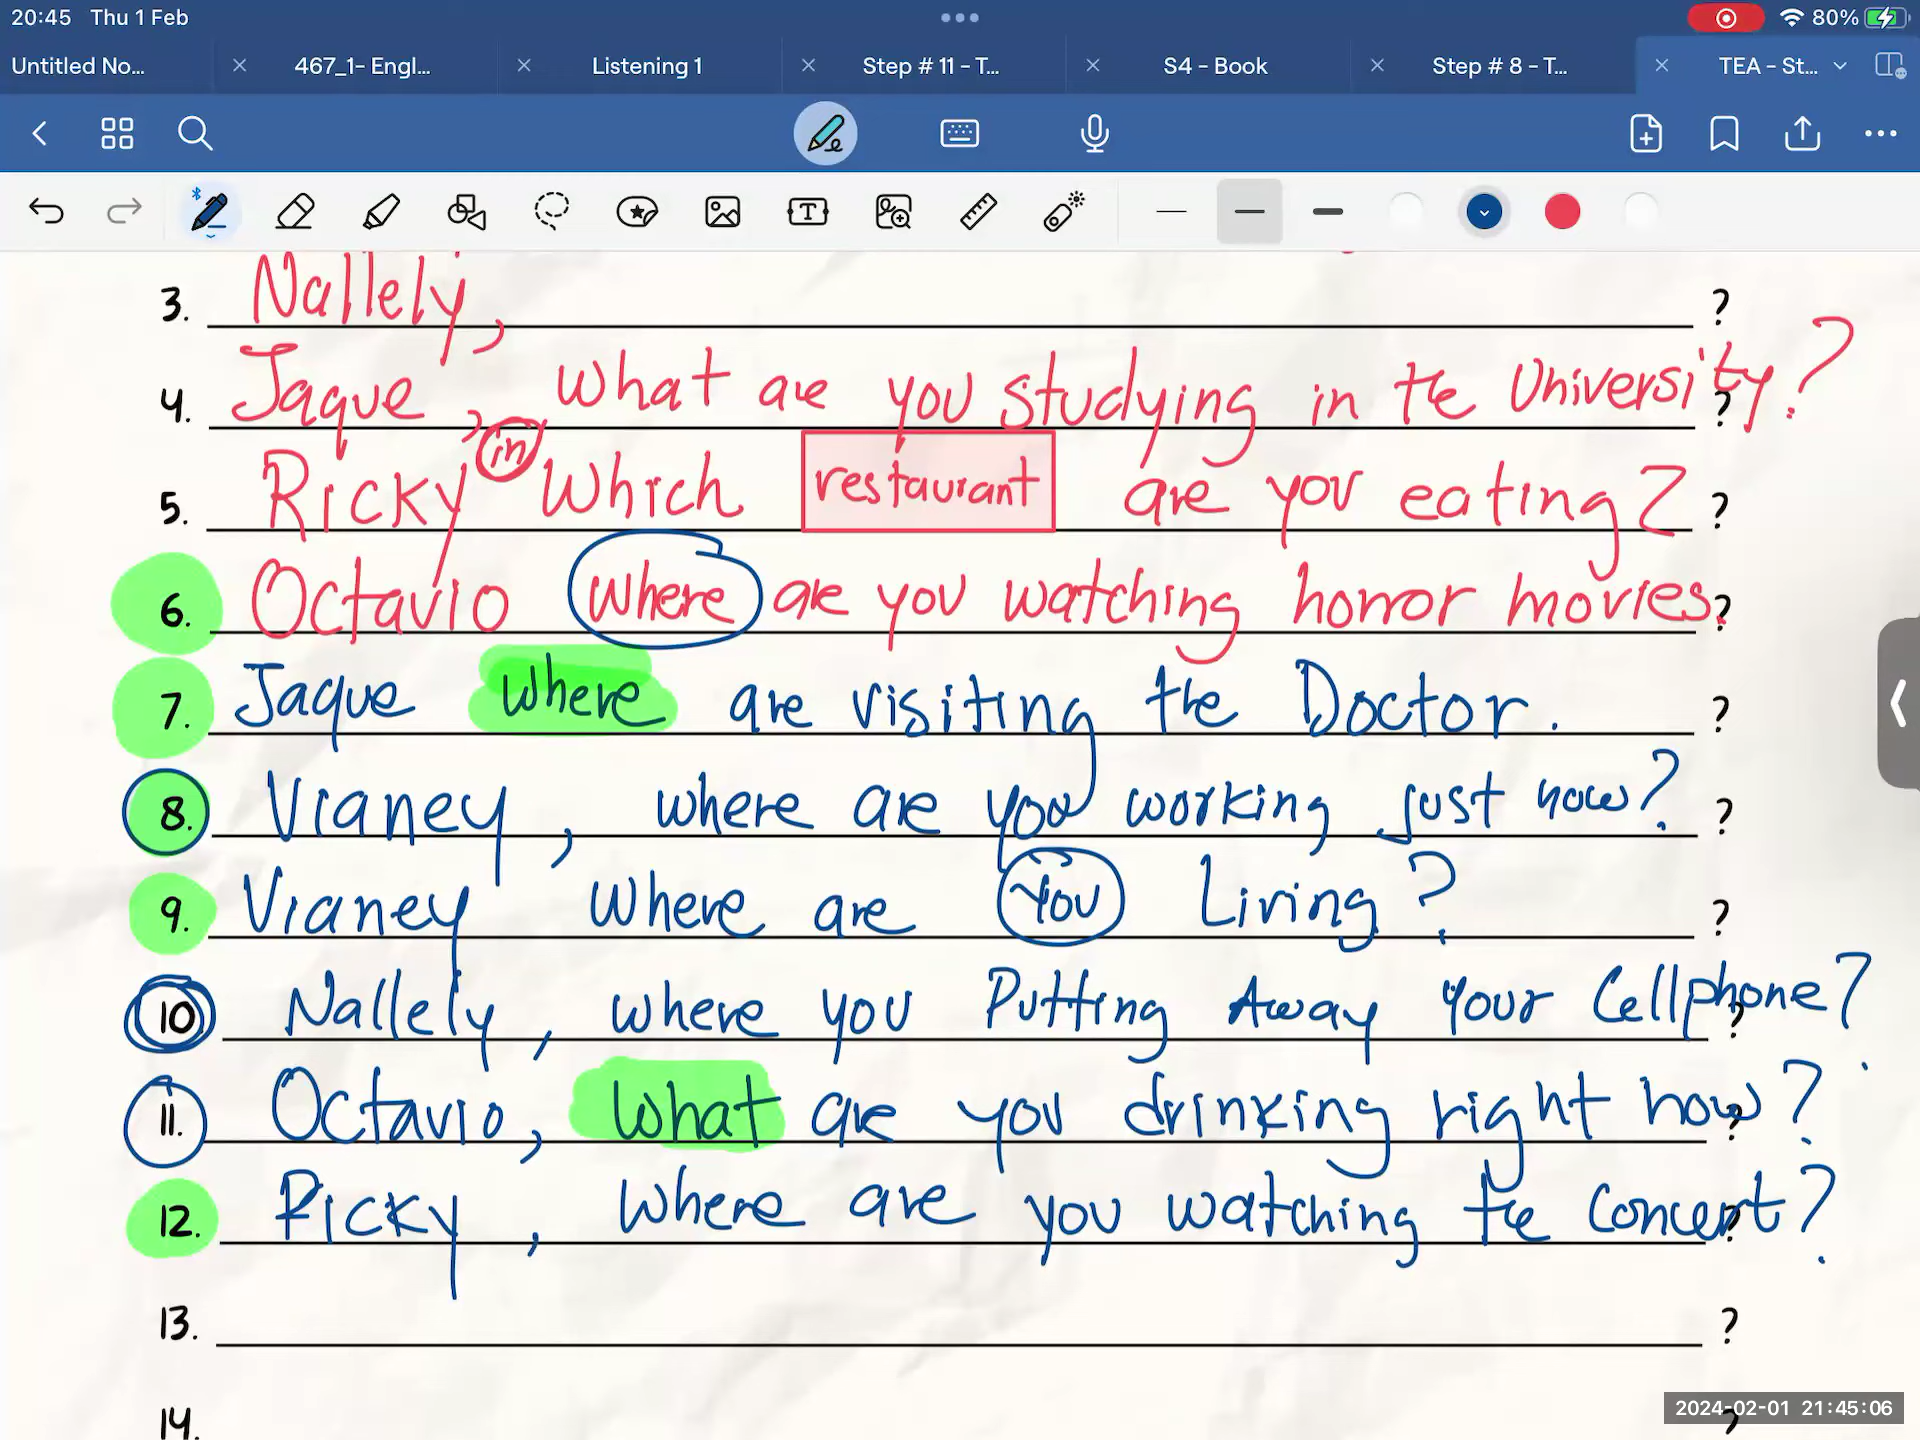 20:45 Thu 1 Feb
80%
Untitled No...
467_1- Engl...
Listening 1
Step # 11 - T...
S4 - Book
Step # 8 - T...
TEA - St...
3. Nallely, ?
4. Jaque, What are you studying in the University? ?
in
5. Ricky Which restaurant are you eating? ?
6. Octavio where are you watching horror movies. ?
7. Jaque where are visiting the Doctor. ?
8. Vianey, where are you working just now? ?
9. Vianey Where are You Living? ?
10. Nallely, where you Putting Away your Cellphone? ?
11. Octavio, What are you drinking right now? ?
12. Ricky, Where are you watching the Concert? ?
13. ?
14. ?
2024-02-01 21:45:06